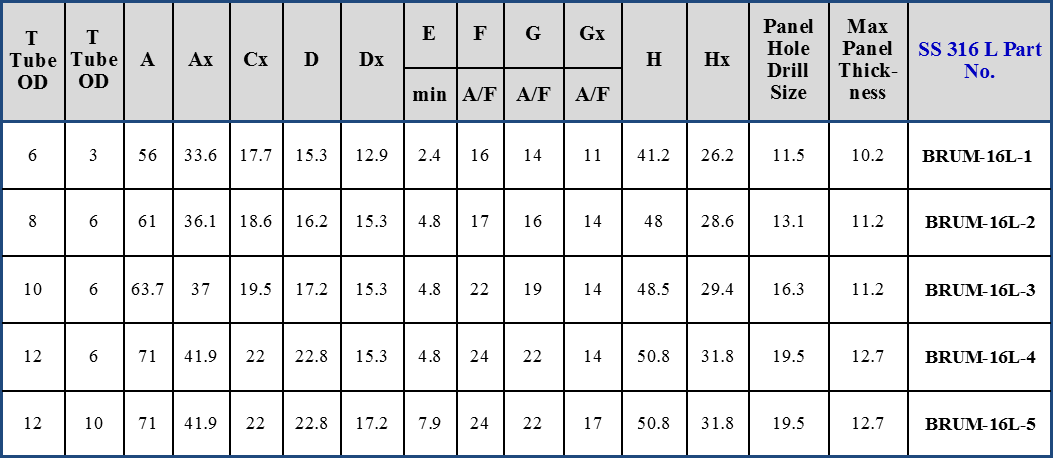 T Tube OD T Tube OD A Ax Cx D Dx E F G Gx H Hx Panel Hole Drill Size Max Panel Thick-ness SS 316 L Part No.
min A/F A/F A/F
6 3 56 33.6 17.7 15.3 12.9 2.4 16 14 11 41.2 26.2 11.5 10.2 BRUM-16L-1
8 6 61 36.1 18.6 16.2 15.3 4.8 17 16 14 48 28.6 13.1 11.2 BRUM-16L-2
10 6 63.7 37 19.5 17.2 15.3 4.8 22 19 14 48.5 29.4 16.3 11.2 BRUM-16L-3
12 6 71 41.9 22 22.8 15.3 4.8 24 22 14 50.8 31.8 19.5 12.7 BRUM-16L-4
12 10 71 41.9 22 22.8 17.2 7.9 24 22 17 50.8 31.8 19.5 12.7 BRUM-16L-5